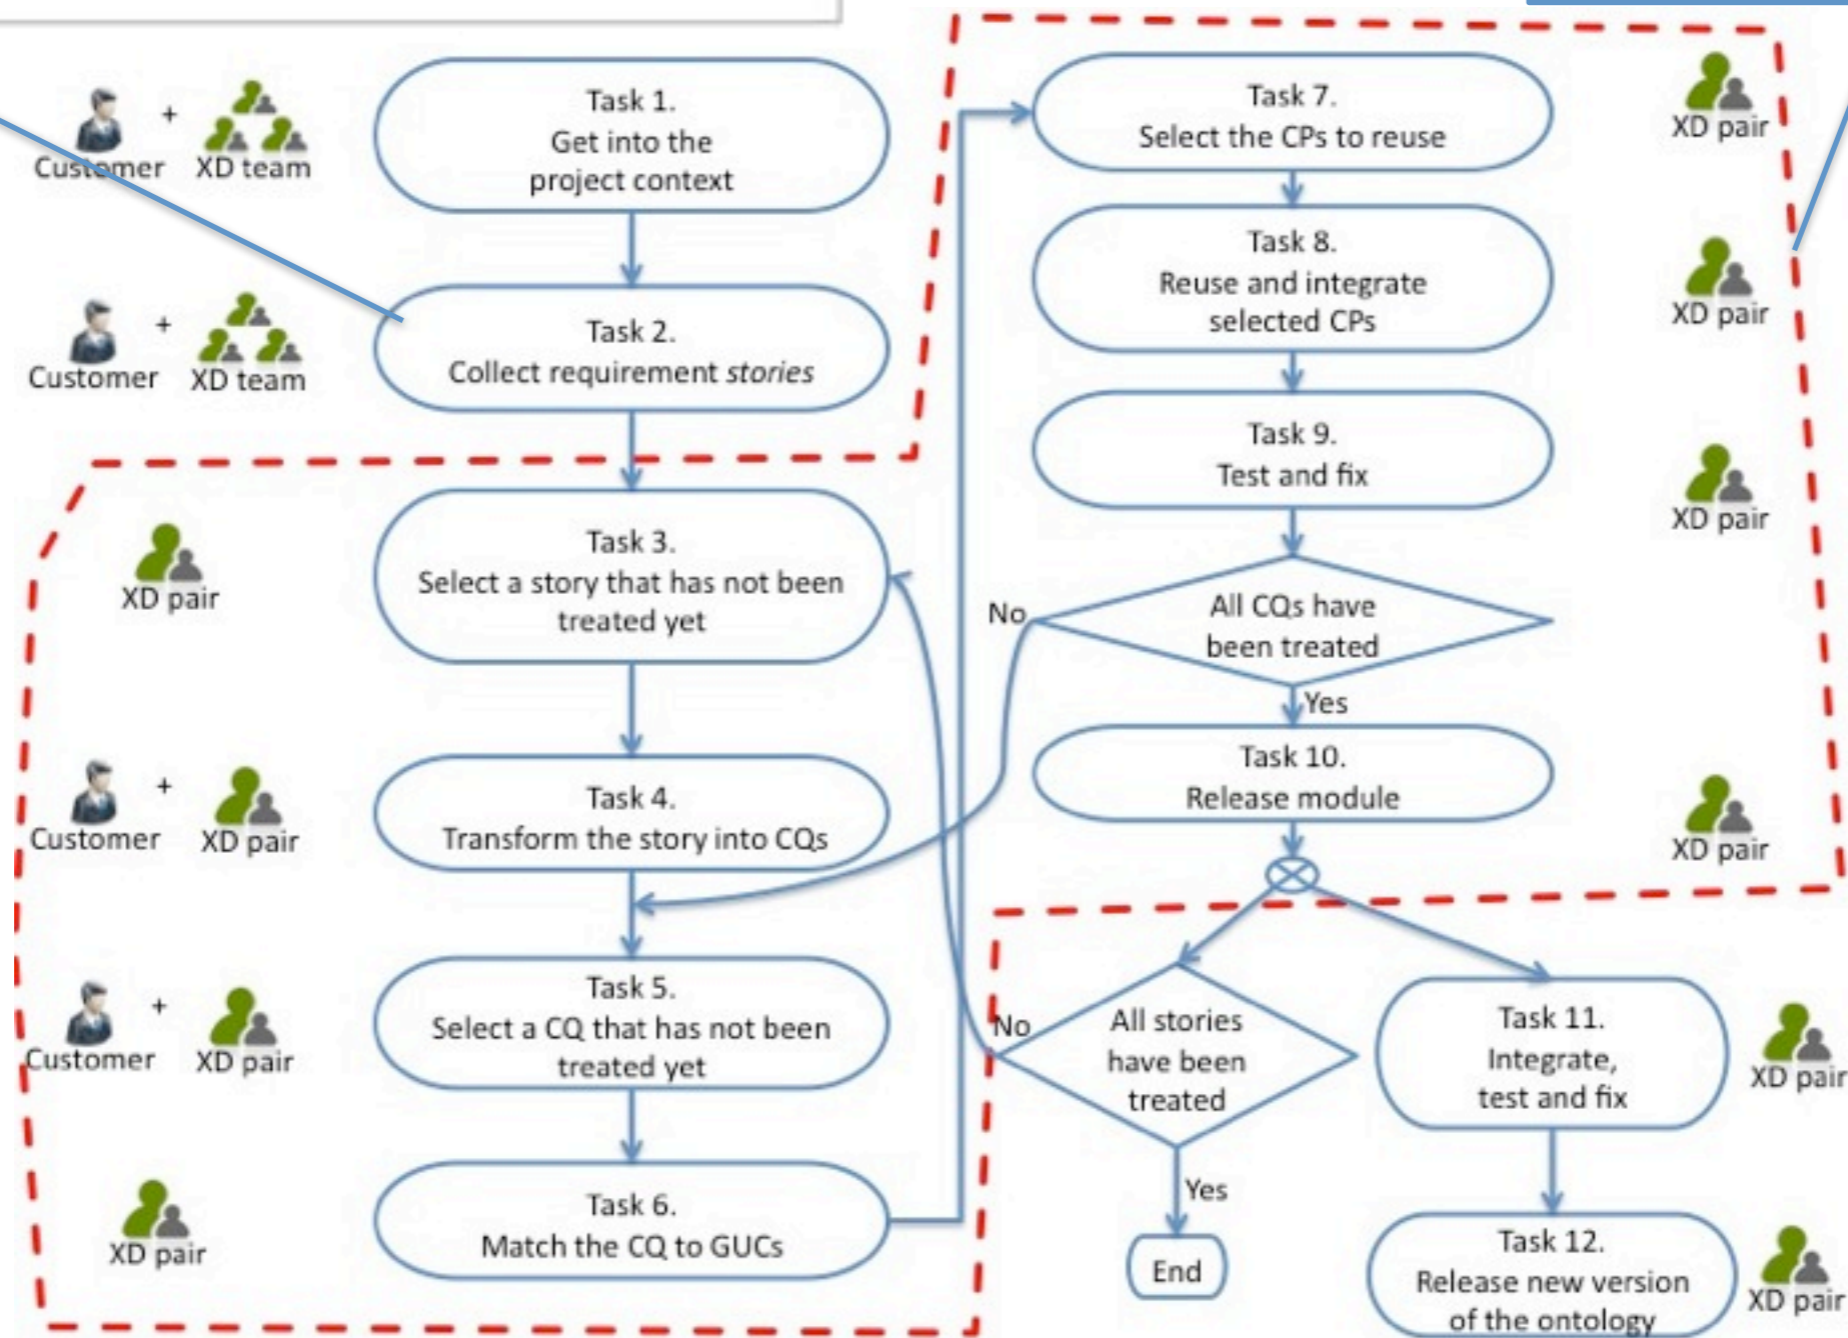 Customer
+
XD team
Task 1.
Get into the
project context
Customer
+
XD team
Task 2.
Collect requirement stories
XD pair
Task 3.
Select a story that has not been
treated yet
Customer
+
XD pair
Task 4.
Transform the story into CQs
Customer
+
XD pair
Task 5.
Select a CQ that has not been
treated yet
XD pair
Task 6.
Match the CQ to GUCs
Task 7.
Select the CPs to reuse
XD pair
Task 8.
Reuse and integrate
selected CPs
XD pair
Task 9.
Test and fix
XD pair
No
All CQs have
been treated
Yes
Task 10.
Release module
XD pair
No
All stories
have been
treated
Yes
End
Task 11.
Integrate,
test and fix
XD pair
Task 12.
Release new version
of the ontology
XD pair